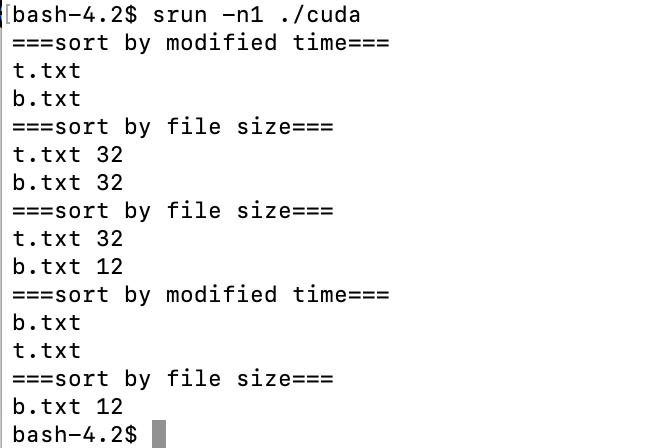 [bash-4.2$ srun -n1 ./cuda
===sort by modified time===
t.txt
b.txt
===sort by file size===
t.txt 32
b.txt 32
===sort by file size===
t.txt 32
b.txt 12
===sort by modified time===
b.txt
t.txt
===sort by file size===
b.txt 12
bash-4.2$